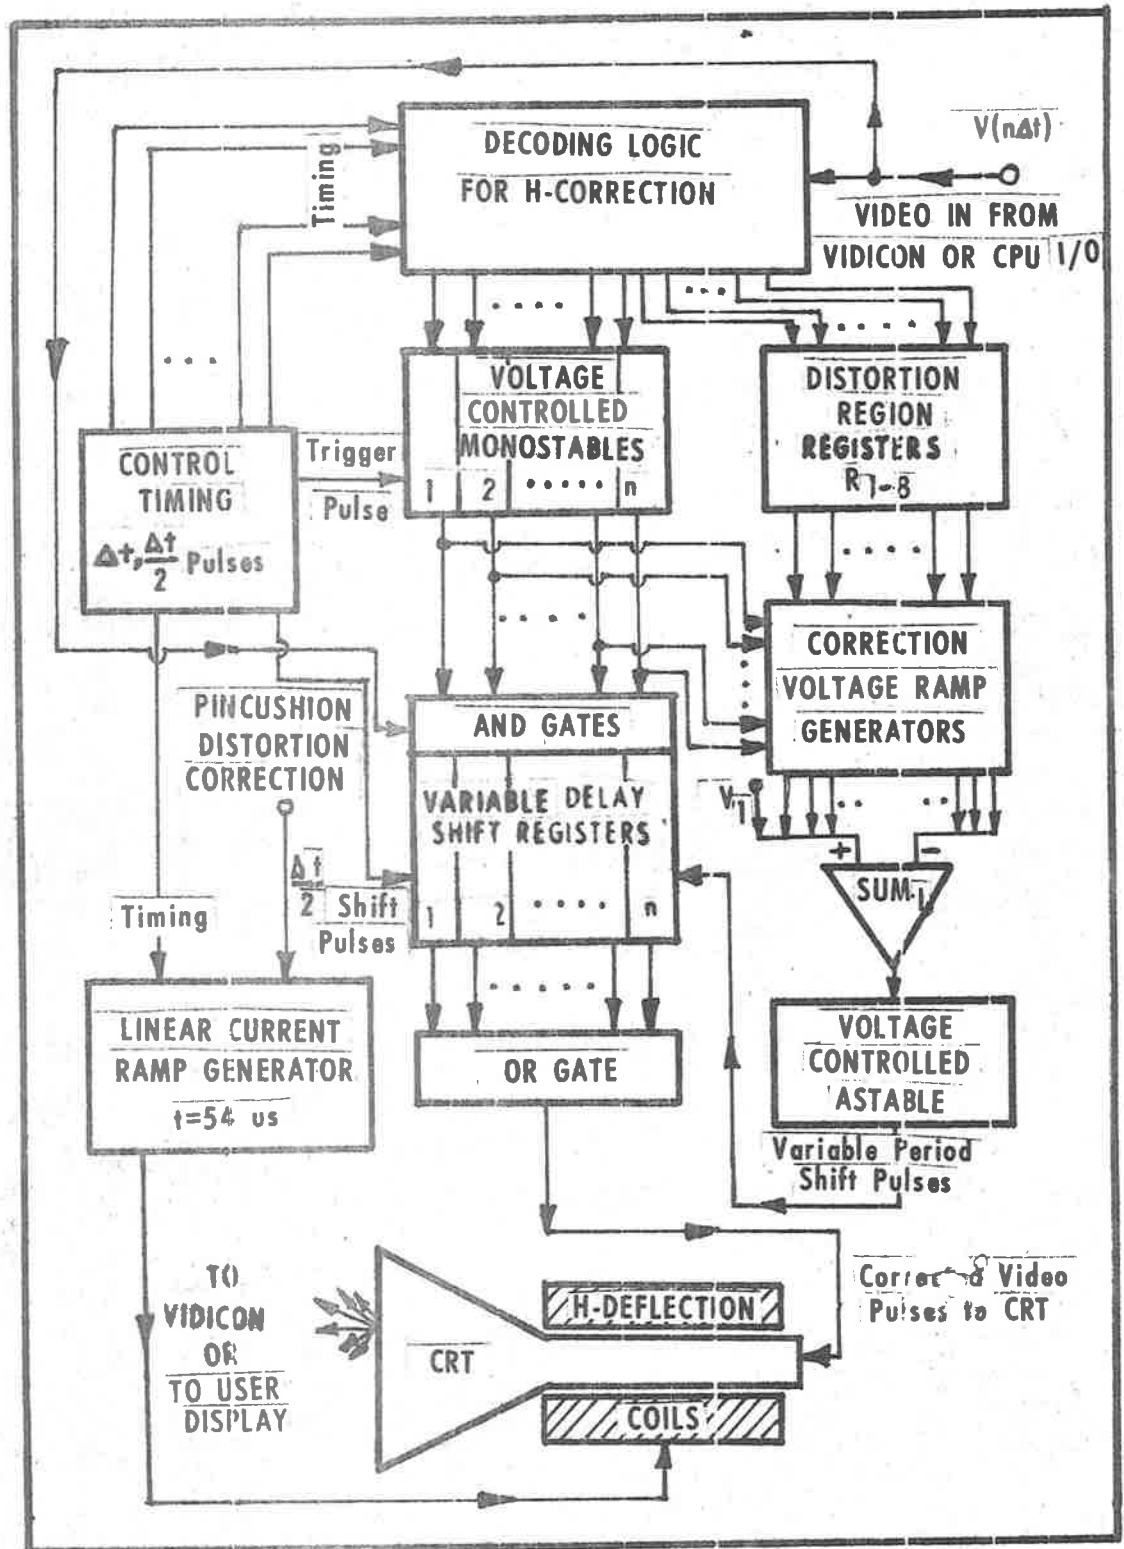 V(nΔt)
DECODING LOGIC
FOR H-CORRECTION
Timing
VIDEO IN FROM
VIDICON OR CPU I/O
VOLTAGE
CONTROLLED
MONOSTABLES
1 2 ..... n
DISTORTION
REGION
REGISTERS
R1-8
CONTROL
TIMING
Δt, Δt/2 Pulses
Trigger
Pulse
CORRECTION
VOLTAGE RAMP
GENERATORS
PINCUSHION
DISTORTION
CORRECTION
AND GATES
VARIABLE DELAY
SHIFT REGISTERS
1 2 .... n
V1
+ -
SUM
Δt/2 Shift
Pulses
Timing
LINEAR CURRENT
RAMP GENERATOR
t=54 us
OR GATE
VOLTAGE
CONTROLLED
ASTABLE
Variable Period
Shift Pulses
TO
VIDICON
OR
TO USER
DISPLAY
CRT
H-DEFLECTION
COILS
Corrected Video
Pulses to CRT